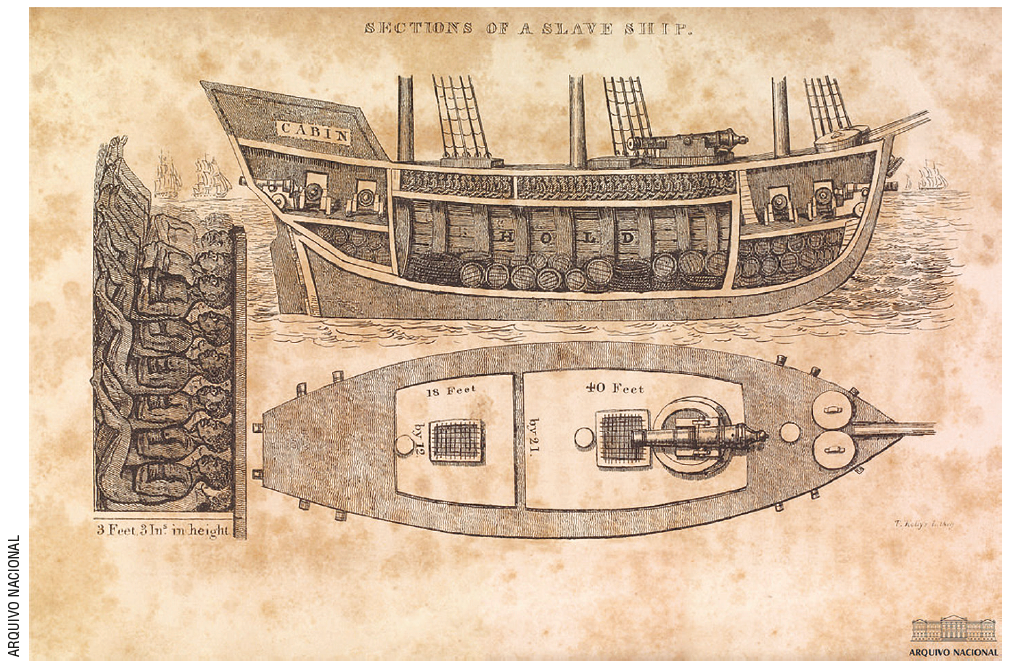 SECTIONS OF A SLAVE SHIP.
CABIN
HOLD
18 Feet
by 12
40 Feet
by 21
3 Feet, 3 Inˢ in height
ARQUIVO NACIONAL
ARQUIVO NACIONAL